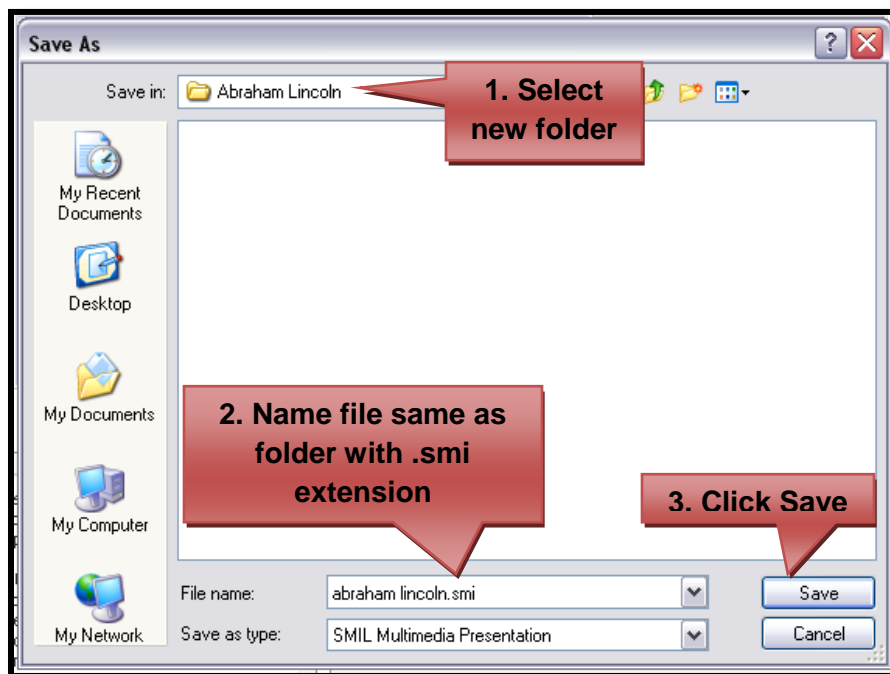 Save As
Save in:
Abraham Lincoln
1. Select
new folder
My Recent
Documents
Desktop
My Documents
My Computer
My Network
2. Name file same as
folder with .smi
extension
3. Click Save
File name:
abraham lincoln.smi
Save
Save as type:
SMIL Multimedia Presentation
Cancel